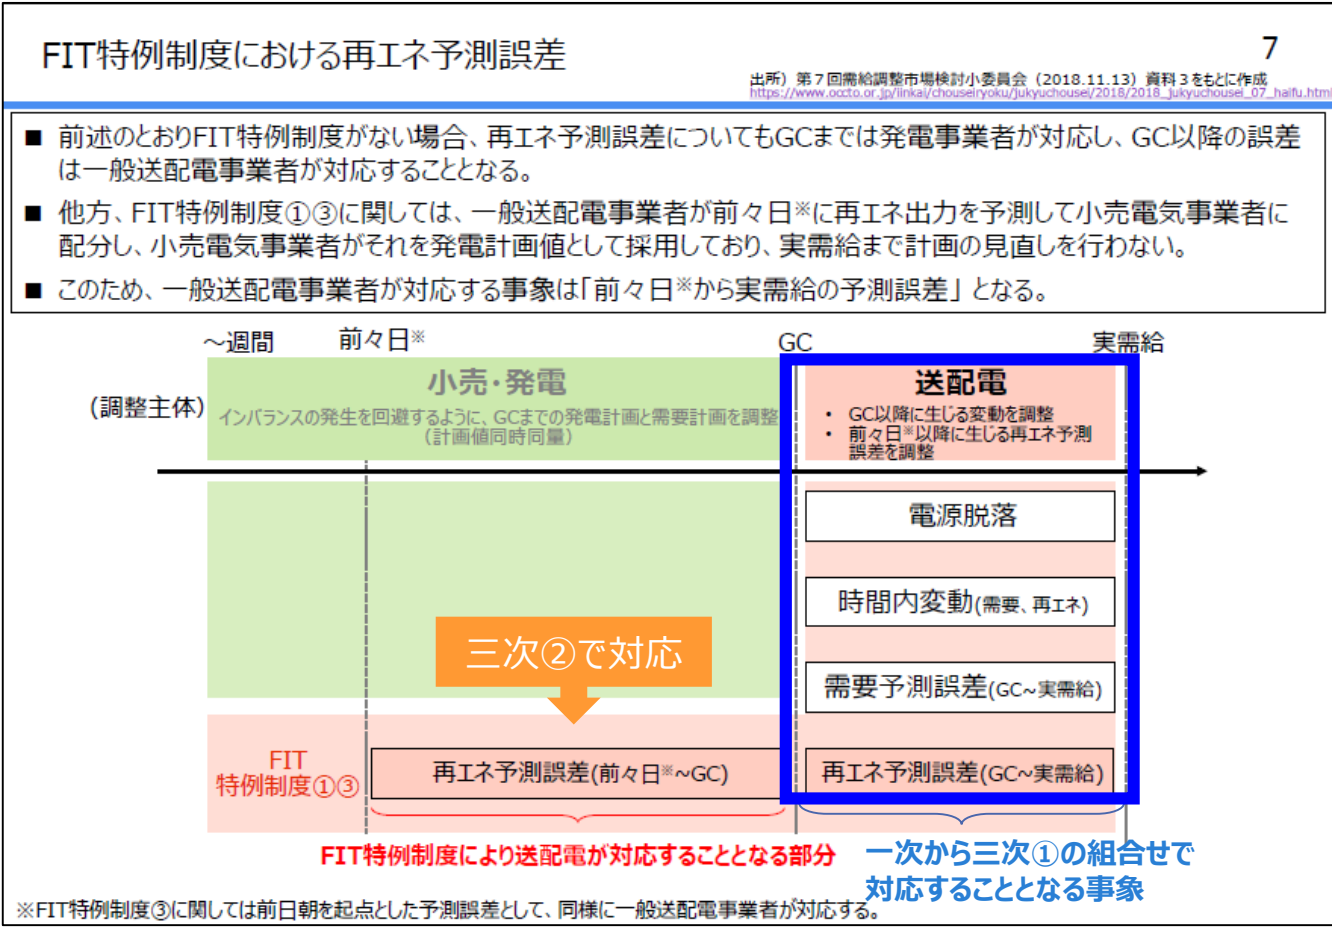 FIT特例制度における再エネ予測誤差
7
出所）第７回需給調整市場検討小委員会（2018.11.13）資料３をもとに作成
https://www.occto.or.jp/iinkai/chouseiryoku/jukyuchousei/2018/2018_jukyuchousei_07_haifu.html
■ 前述のとおりFIT特例制度がない場合、再エネ予測誤差についてもGCまでは発電事業者が対応し、GC以降の誤差
は一般送配電事業者が対応することとなる。
■ 他方、FIT特例制度①③に関しては、一般送配電事業者が前々日※に再エネ出力を予測して小売電気事業者に
配分し、小売電気事業者がそれを発電計画値として採用しており、実需給まで計画の見直しを行わない。
■ このため、一般送配電事業者が対応する事象は「前々日※から実需給の予測誤差」となる。
～週間 前々日※ GC 実需給
（調整主体）
小売・発電
インバランスの発生を回避するように、GCまでの発電計画と需要計画を調整
（計画値同時同量）
送配電
・ GC以降に生じる変動を調整
・ 前々日※以降に生じる再エネ予測
誤差を調整
電源脱落
時間内変動(需要、再エネ)
三次②で対応
需要予測誤差(GC~実需給)
FIT
特例制度①③
再エネ予測誤差(前々日※~GC)
再エネ予測誤差(GC~実需給)
FIT特例制度により送配電が対応することとなる部分
一次から三次①の組合せで
対応することとなる事象
※FIT特例制度③に関しては前日朝を起点とした予測誤差として、同様に一般送配電事業者が対応する。